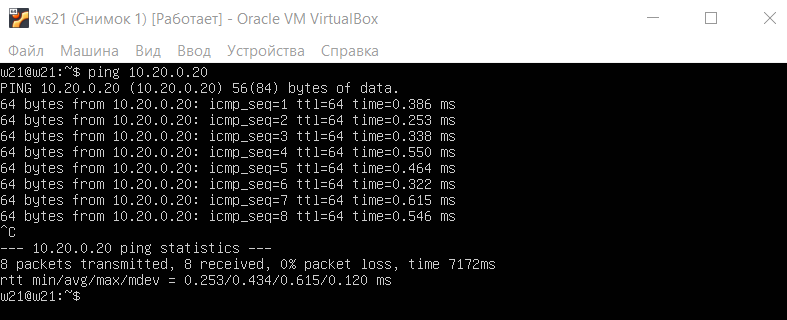 ws21 (Снимок 1) [Работает] - Oracle VM VirtualBox
Файл Машина Вид Ввод Устройства Справка
w21@w21:~$ ping 10.20.0.20
PING 10.20.0.20 (10.20.0.20) 56(84) bytes of data.
64 bytes from 10.20.0.20: icmp_seq=1 ttl=64 time=0.386 ms
64 bytes from 10.20.0.20: icmp_seq=2 ttl=64 time=0.253 ms
64 bytes from 10.20.0.20: icmp_seq=3 ttl=64 time=0.338 ms
64 bytes from 10.20.0.20: icmp_seq=4 ttl=64 time=0.550 ms
64 bytes from 10.20.0.20: icmp_seq=5 ttl=64 time=0.464 ms
64 bytes from 10.20.0.20: icmp_seq=6 ttl=64 time=0.322 ms
64 bytes from 10.20.0.20: icmp_seq=7 ttl=64 time=0.615 ms
64 bytes from 10.20.0.20: icmp_seq=8 ttl=64 time=0.546 ms
^C
--- 10.20.0.20 ping statistics ---
8 packets transmitted, 8 received, 0% packet loss, time 7172ms
rtt min/avg/max/mdev = 0.253/0.434/0.615/0.120 ms
w21@w21:~$